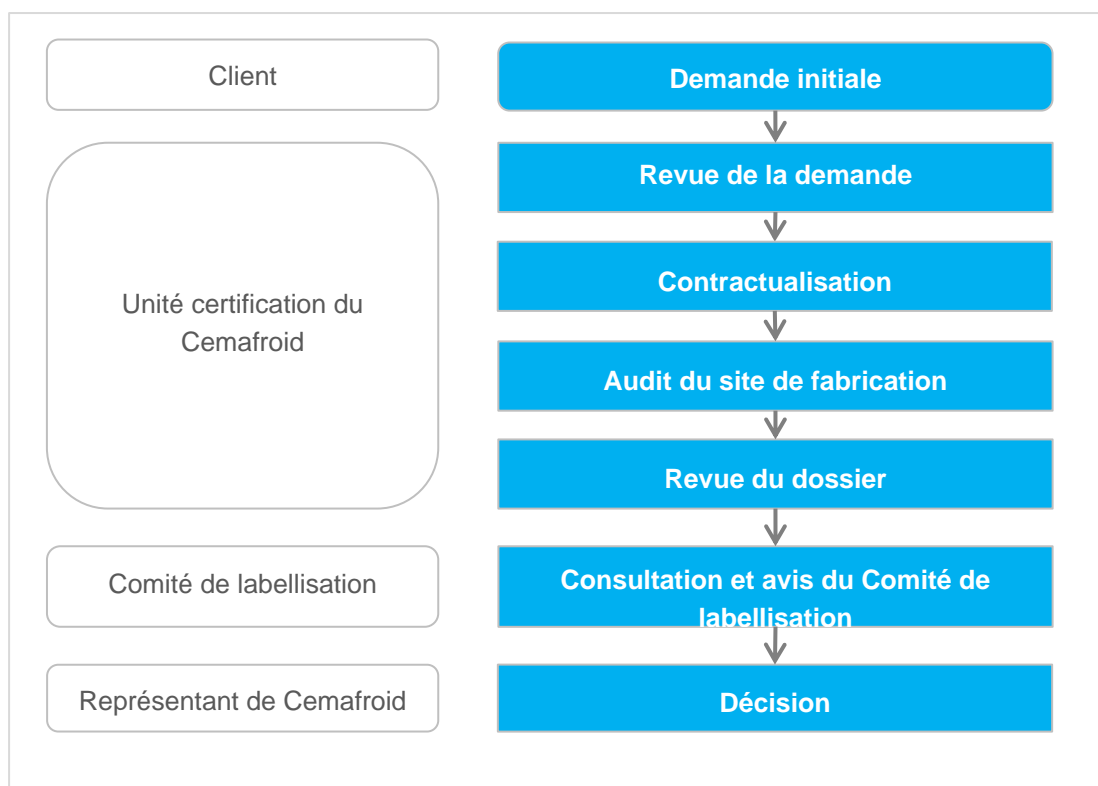 Client
Demande initiale
Unité certification du
Cemafroid
Revue de la demande
Contractualisation
Audit du site de fabrication
Revue du dossier
Comité de labellisation
Consultation et avis du Comité de
labellisation
Représentant de Cemafroid
Décision